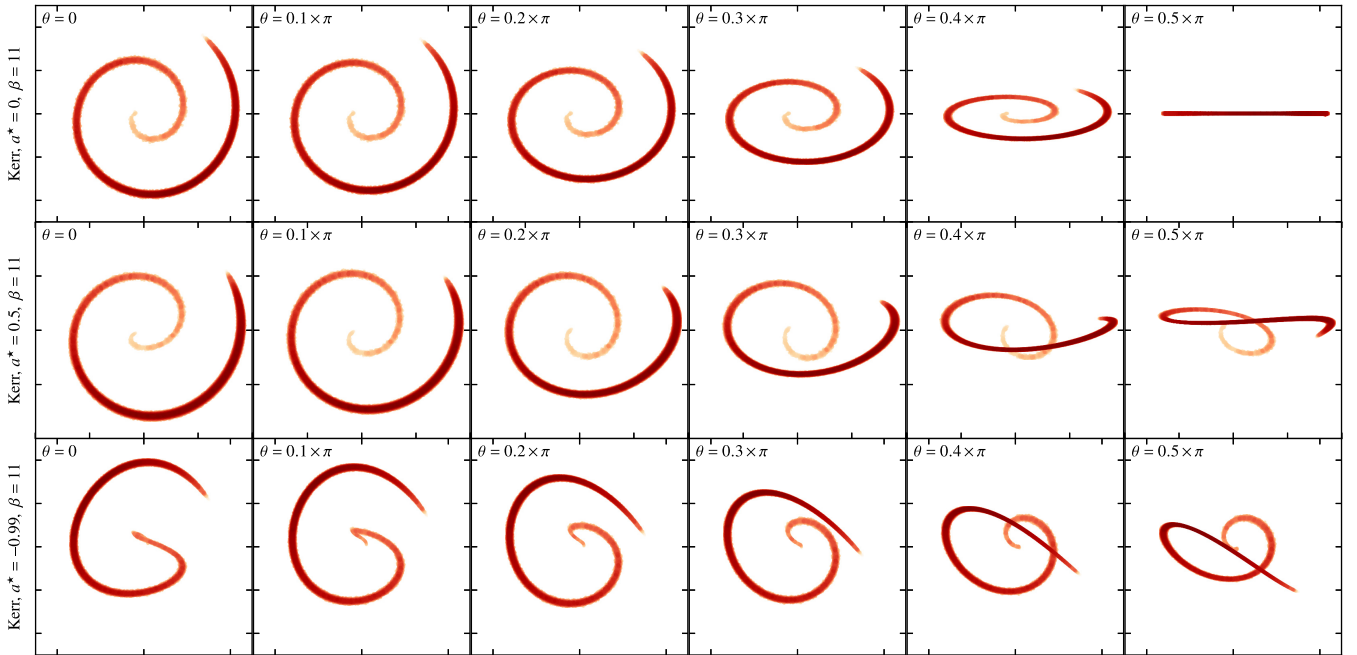 Kerr, a⋆ = 0, β = 11
θ = 0
θ = 0.1×π
θ = 0.2×π
θ = 0.3×π
θ = 0.4×π
θ = 0.5×π
Kerr, a⋆ = 0.5, β = 11
θ = 0
θ = 0.1×π
θ = 0.2×π
θ = 0.3×π
θ = 0.4×π
θ = 0.5×π
Kerr, a⋆ = −0.99, β = 11
θ = 0
θ = 0.1×π
θ = 0.2×π
θ = 0.3×π
θ = 0.4×π
θ = 0.5×π